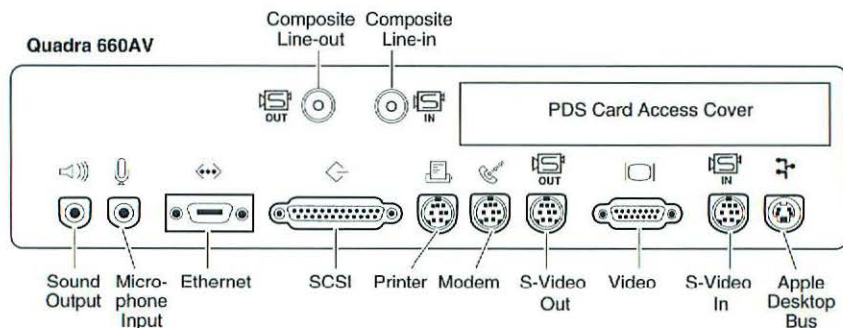 Composite Composite
Line-out Line-in
Quadra 660AV
OUT
IN
PDS Card Access Cover
OUT
IN
Sound Output
Micro-phone Input
Ethernet
SCSI
Printer
Modem
S-Video Out
Video
S-Video In
Apple Desktop Bus